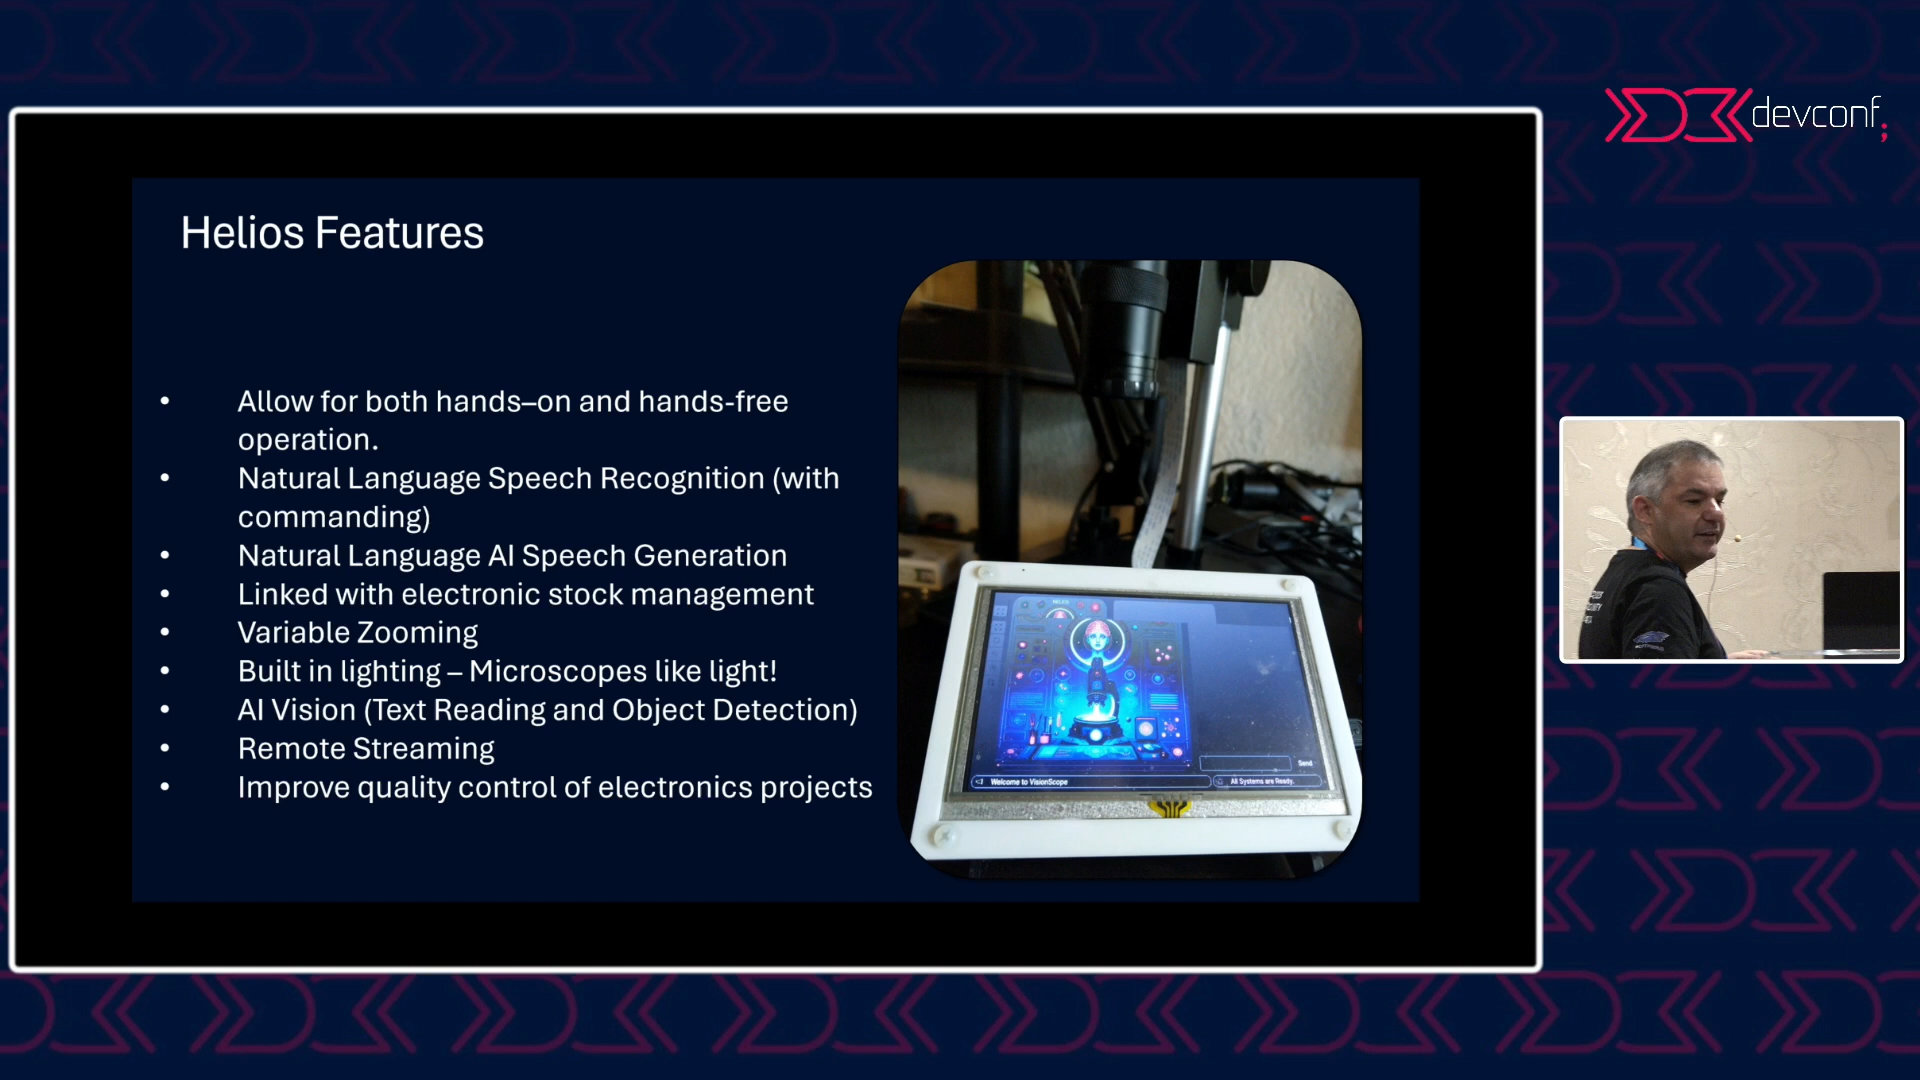 devconf;
Helios Features
• Allow for both hands–on and hands-free
operation.
• Natural Language Speech Recognition (with
commanding)
• Natural Language AI Speech Generation
• Linked with electronic stock management
• Variable Zooming
• Built in lighting – Microscopes like light!
• AI Vision (Text Reading and Object Detection)
• Remote Streaming
• Improve quality control of electronics projects
Send
Welcome to VisionScope
All Systems are Ready.